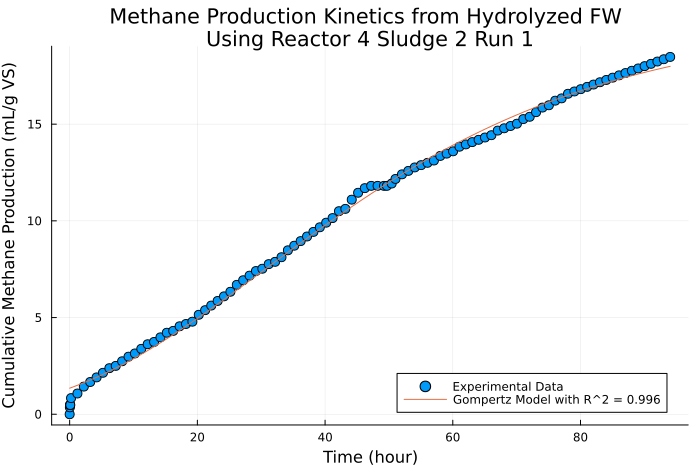 Methane Production Kinetics from Hydrolyzed FW
Using Reactor 4 Sludge 2 Run 1
Cumulative Methane Production (mL/g VS)
15
10
5
0
Experimental Data
Gompertz Model with R^2 = 0.996
0 20 40 60 80
Time (hour)